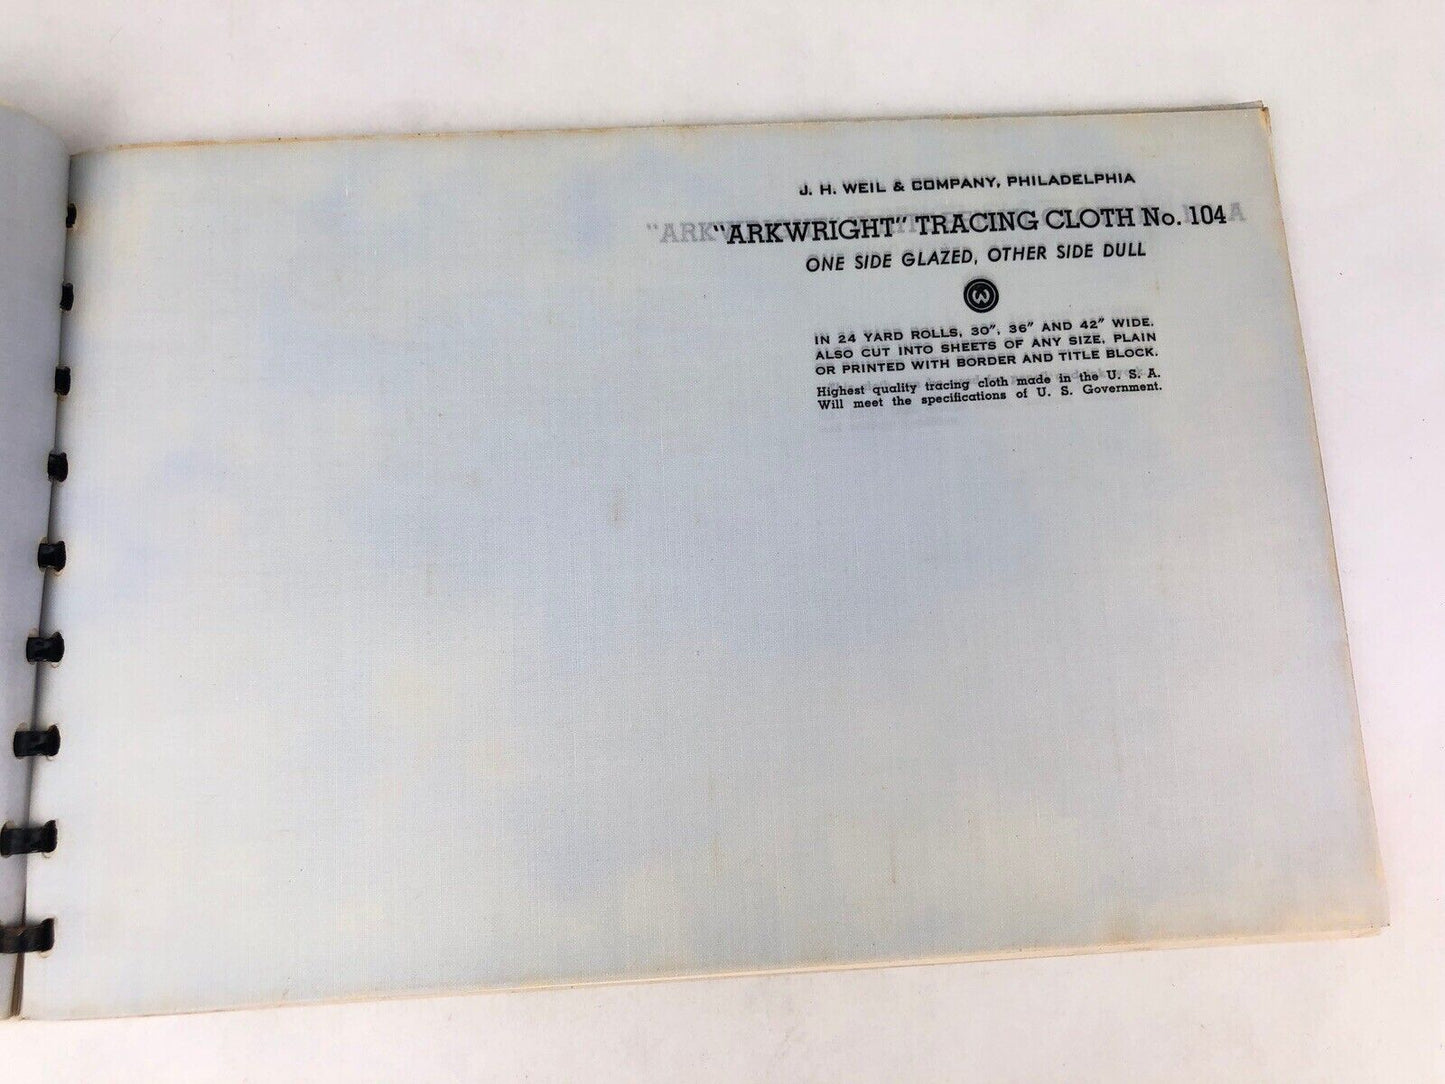 J. H. WEIL & COMPANY, PHILADELPHIA
"ARKWRIGHT" TRACING CLOTH No. 104
ONE SIDE GLAZED, OTHER SIDE DULL
W
IN 24 YARD ROLLS, 30", 36" AND 42" WIDE.
ALSO CUT INTO SHEETS OF ANY SIZE, PLAIN
OR PRINTED WITH BORDER AND TITLE BLOCK.
Highest quality tracing cloth made in the U. S. A.
Will meet the specifications of U. S. Government.